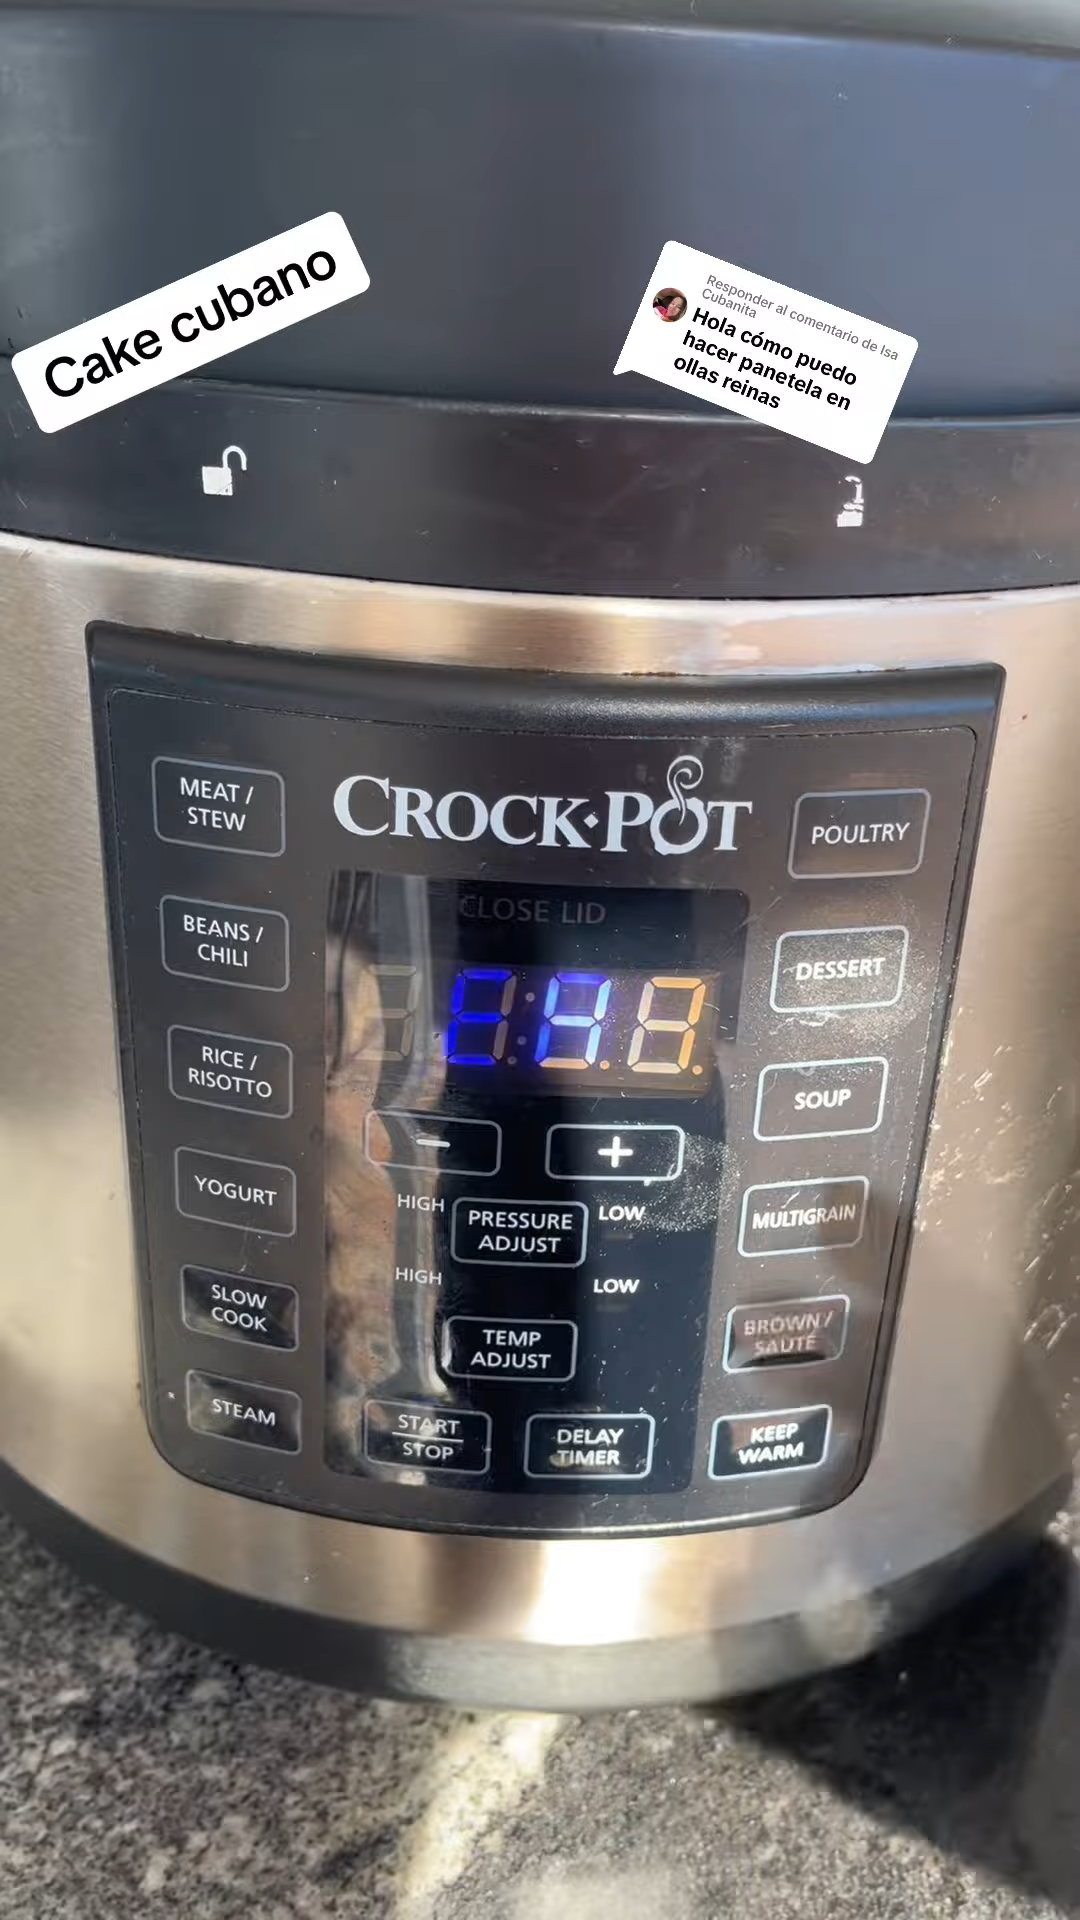 Cake cubano
Responder al comentario de Isa
Cubanita
Hola cómo puedo
hacer panetela en
ollas reinas
CROCK·POT
MEAT /
STEW
POULTRY
CLOSE LID
BEANS /
CHILI
DESSERT
RICE /
RISOTTO
SOUP
− +
YOGURT
HIGH
PRESSURE
ADJUST
LOW
MULTIGRAIN
HIGH
LOW
SLOW
COOK
TEMP
ADJUST
BROWN /
SAUTÉ
STEAM
START
STOP
DELAY
TIMER
KEEP
WARM